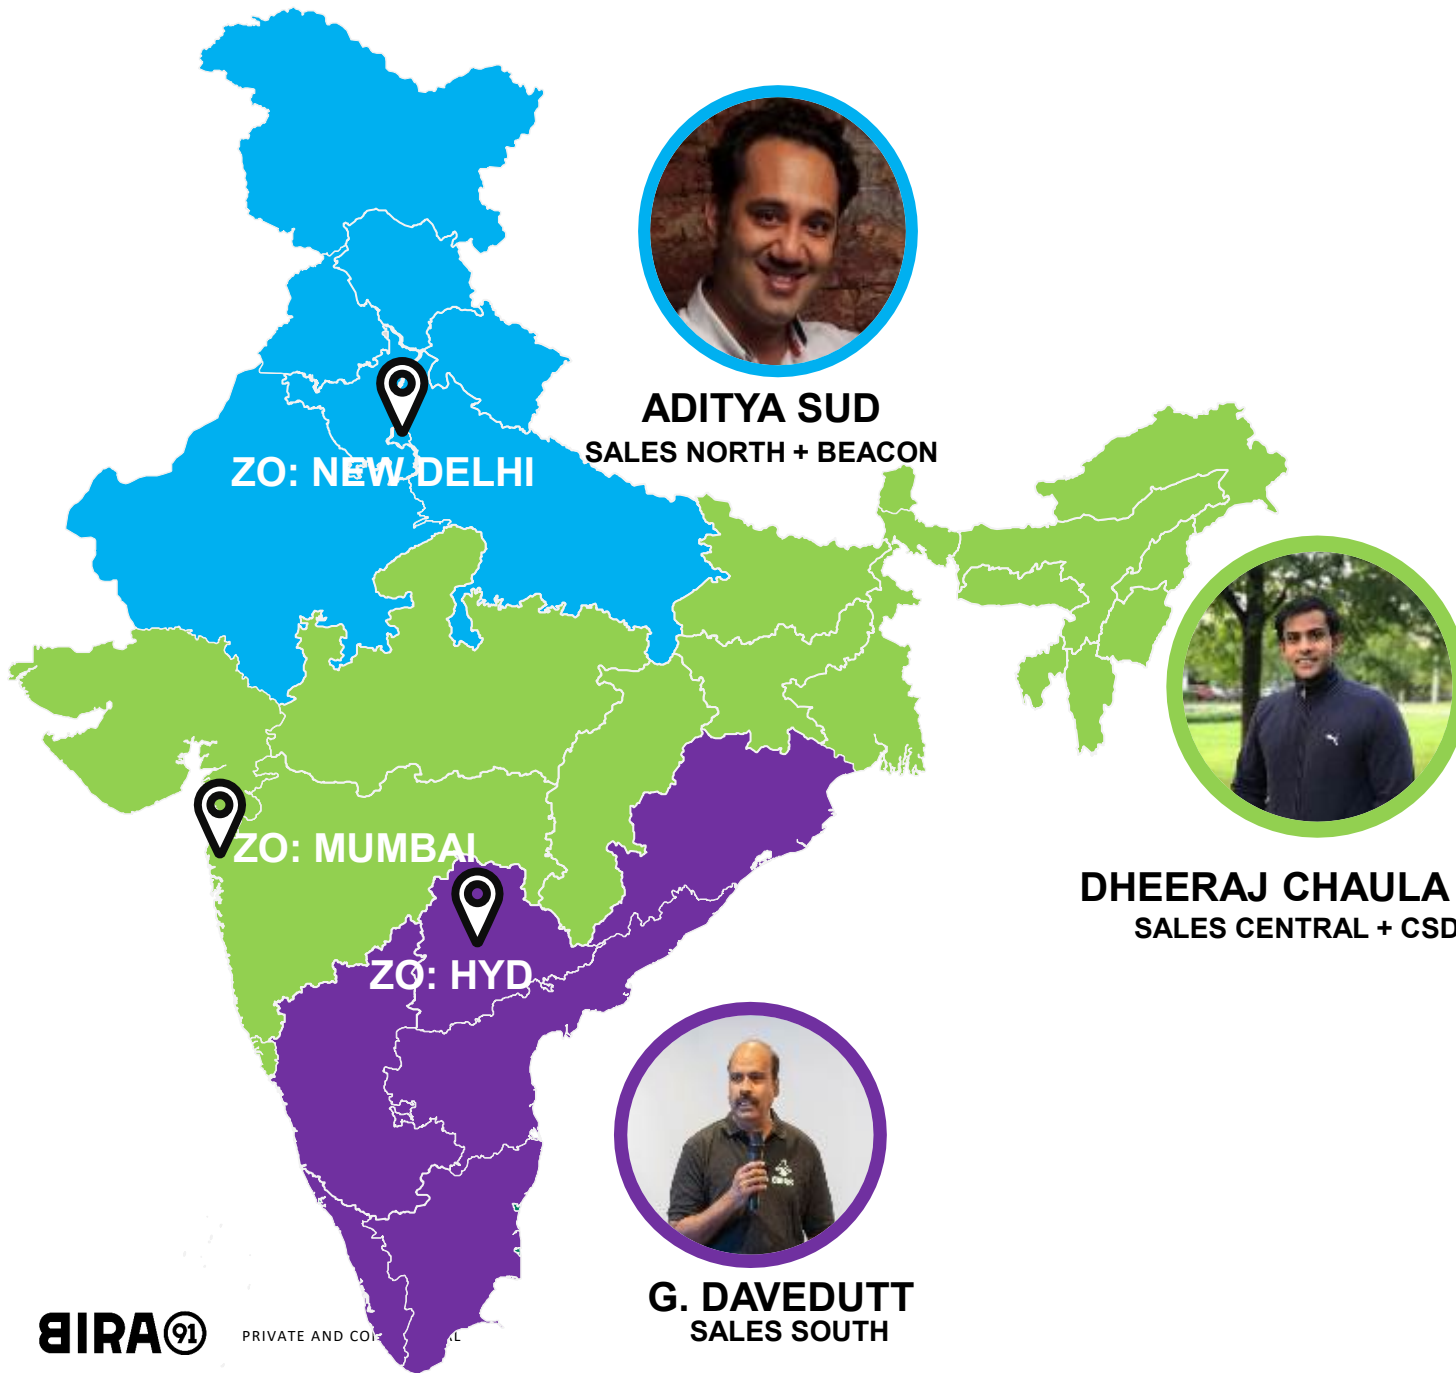 ADITYA SUD
SALES NORTH + BEACON
ZO: NEW DELHI
ZO: MUMBAI
DHEERAJ CHAULA
SALES CENTRAL + CSD
ZO: HYD
G. DAVEDUTT
SALES SOUTH
BIRA 91
PRIVATE AND